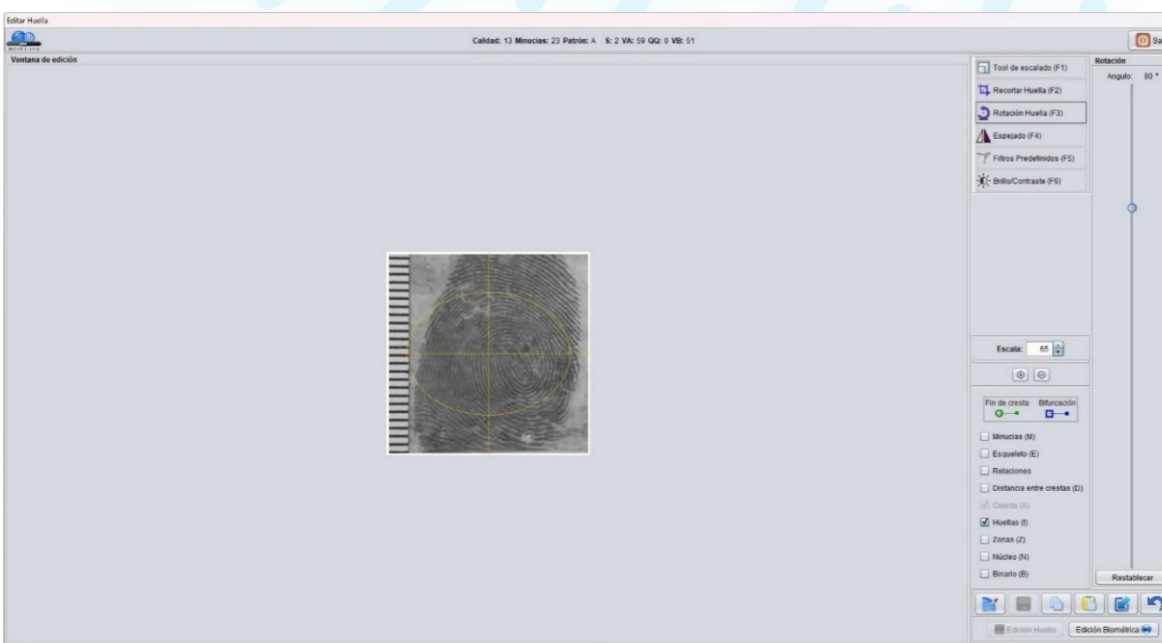 Editar Huella
Calidad: 13 Minucias: 23 Patrón: A S: 2 VA: 59 QQ: 0 VB: 51
Ventana de edición
Tool de escalado (F1)
Recortar Huella (F2)
Rotación Huella (F3)
Espejado (F4)
Filtros Predefinidos (F5)
Brillo/Contraste (F6)
Rotación
Angulo: 90 °
Escala: 65
Fin de cresta Bifurcación
Minucias (M)
Esqueleto (E)
Relaciones
Distancia entre crestas (D)
Huellas (I)
Zonas (Z)
Núcleo (N)
Binario (B)
Restablecer
Edición Huella
Edición Biométrica